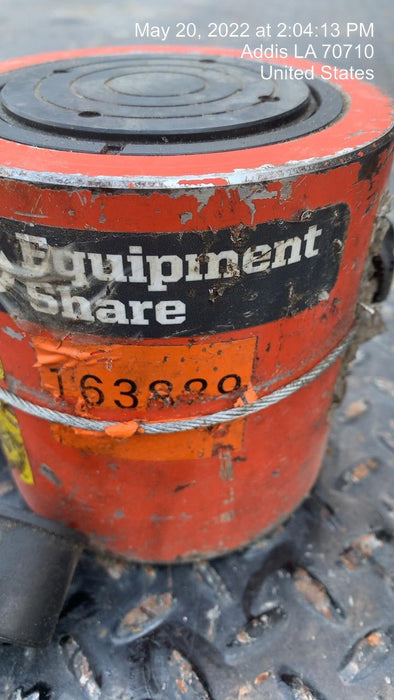 May 20, 2022 at 2:04:13 PM
Addis LA 70710
United States
Equipment
Share
163889